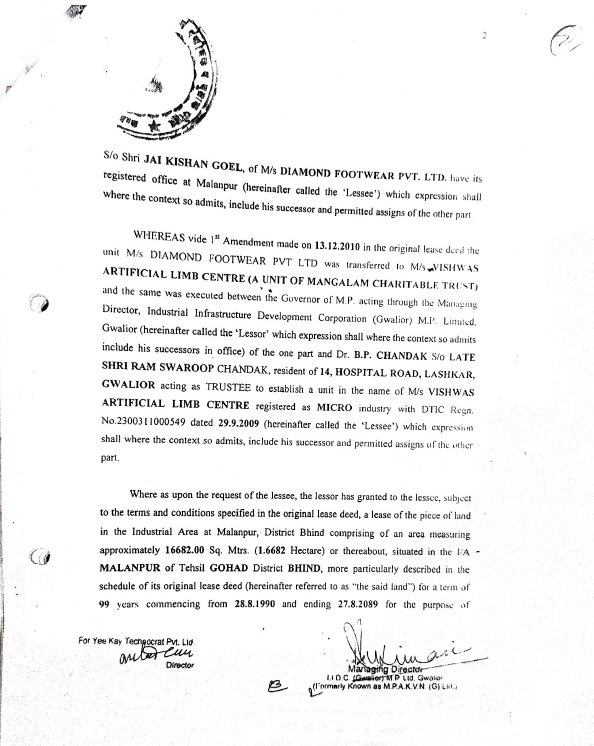 2
S/o Shri JAI KISHAN GOEL, of M/s DIAMOND FOOTWEAR PVT. LTD. have its
registered office at Malanpur (hereinafter called the 'Lessee') which expression shall
where the context so admits, include his successor and permitted assigns of the other part.
WHEREAS vide 1st Amendment made on 13.12.2010 in the original lease deed the
unit M/s DIAMOND FOOTWEAR PVT LTD was transferred to M/s VISHWAS
ARTIFICIAL LIMB CENTRE (A UNIT OF MANGALAM CHARITABLE TRUST)
and the same was executed between the Governor of M.P. acting through the Managing
Director, Industrial Infrastructure Development Corporation (Gwalior) M.P. Limited,
Gwalior (hereinafter called the 'Lessor' which expression shall where the context so admits
include his successors in office) of the one part and Dr. B.P. CHANDAK S/o LATE
SHRI RAM SWAROOP CHANDAK, resident of 14, HOSPITAL ROAD, LASHKAR,
GWALIOR acting as TRUSTEE to establish a unit in the name of M/s VISHWAS
ARTIFICIAL LIMB CENTRE registered as MICRO industry with DTIC Regn.
No.2300311000549 dated 29.9.2009 (hereinafter called the 'Lessee') which expression
shall where the context so admits, include his successor and permitted assigns of the other
part.
Where as upon the request of the lessee, the lessor has granted to the lessee, subject
to the terms and conditions specified in the original lease deed, a lease of the piece of land
in the Industrial Area at Malanpur, District Bhind comprising of an area measuring
approximately 16682.00 Sq. Mtrs. (1.6682 Hectare) or thereabout, situated in the I/A -
MALANPUR of Tehsil GOHAD District BHIND, more particularly described in the
schedule of its original lease deed (hereinafter referred to as "the said land") for a term of
99 years commencing from 28.8.1990 and ending 27.8.2089 for the purpose of
For Yee Kay Technocrat Pvt. Ltd
Director
Managing Director
I.I.D.C. (Gwalior) M.P. Ltd. Gwalior
(Formerly Known as M.P.A.K.V.N (G) Ltd.)